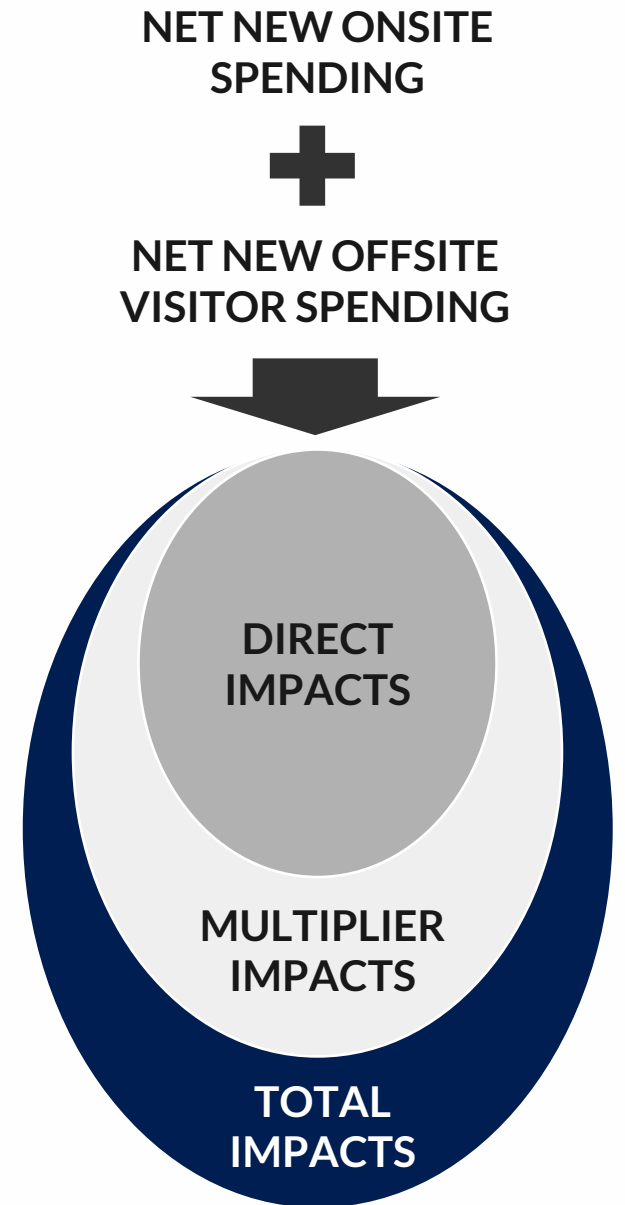 NET NEW ONSITE
SPENDING
NET NEW OFFSITE
VISITOR SPENDING
DIRECT
IMPACTS
MULTIPLIER
IMPACTS
TOTAL
IMPACTS